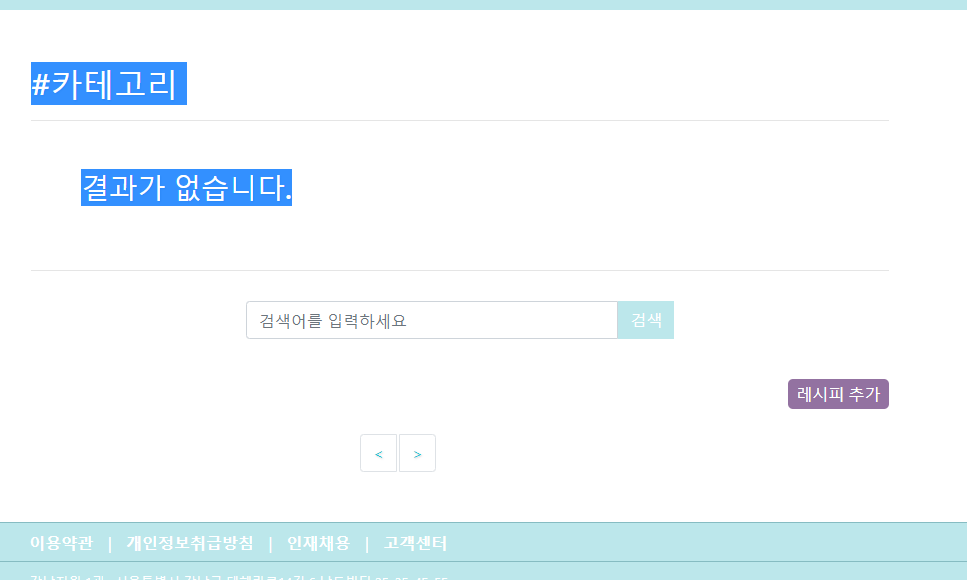 #카테고리
결과가 없습니다.
검색어를 입력하세요 검색
레시피 추가
< >
이용약관 | 개인정보취급방침 | 인재채용 | 고객센터